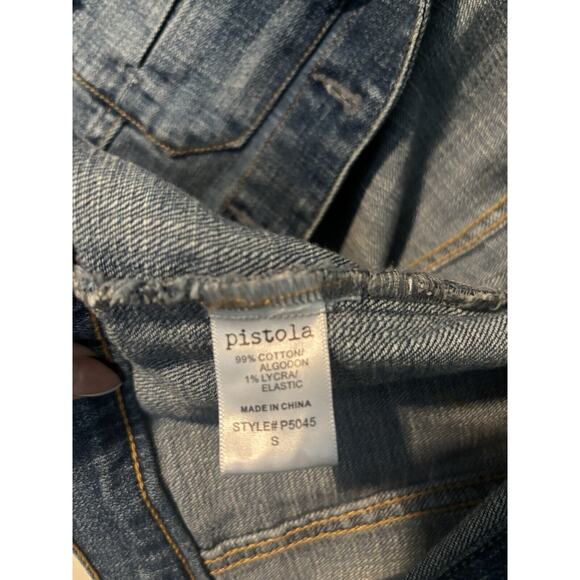 pistola
99% COTTON/
ALGODON
1% LYCRA/
ELASTIC
MADE IN CHINA
STYLE# P5045
S